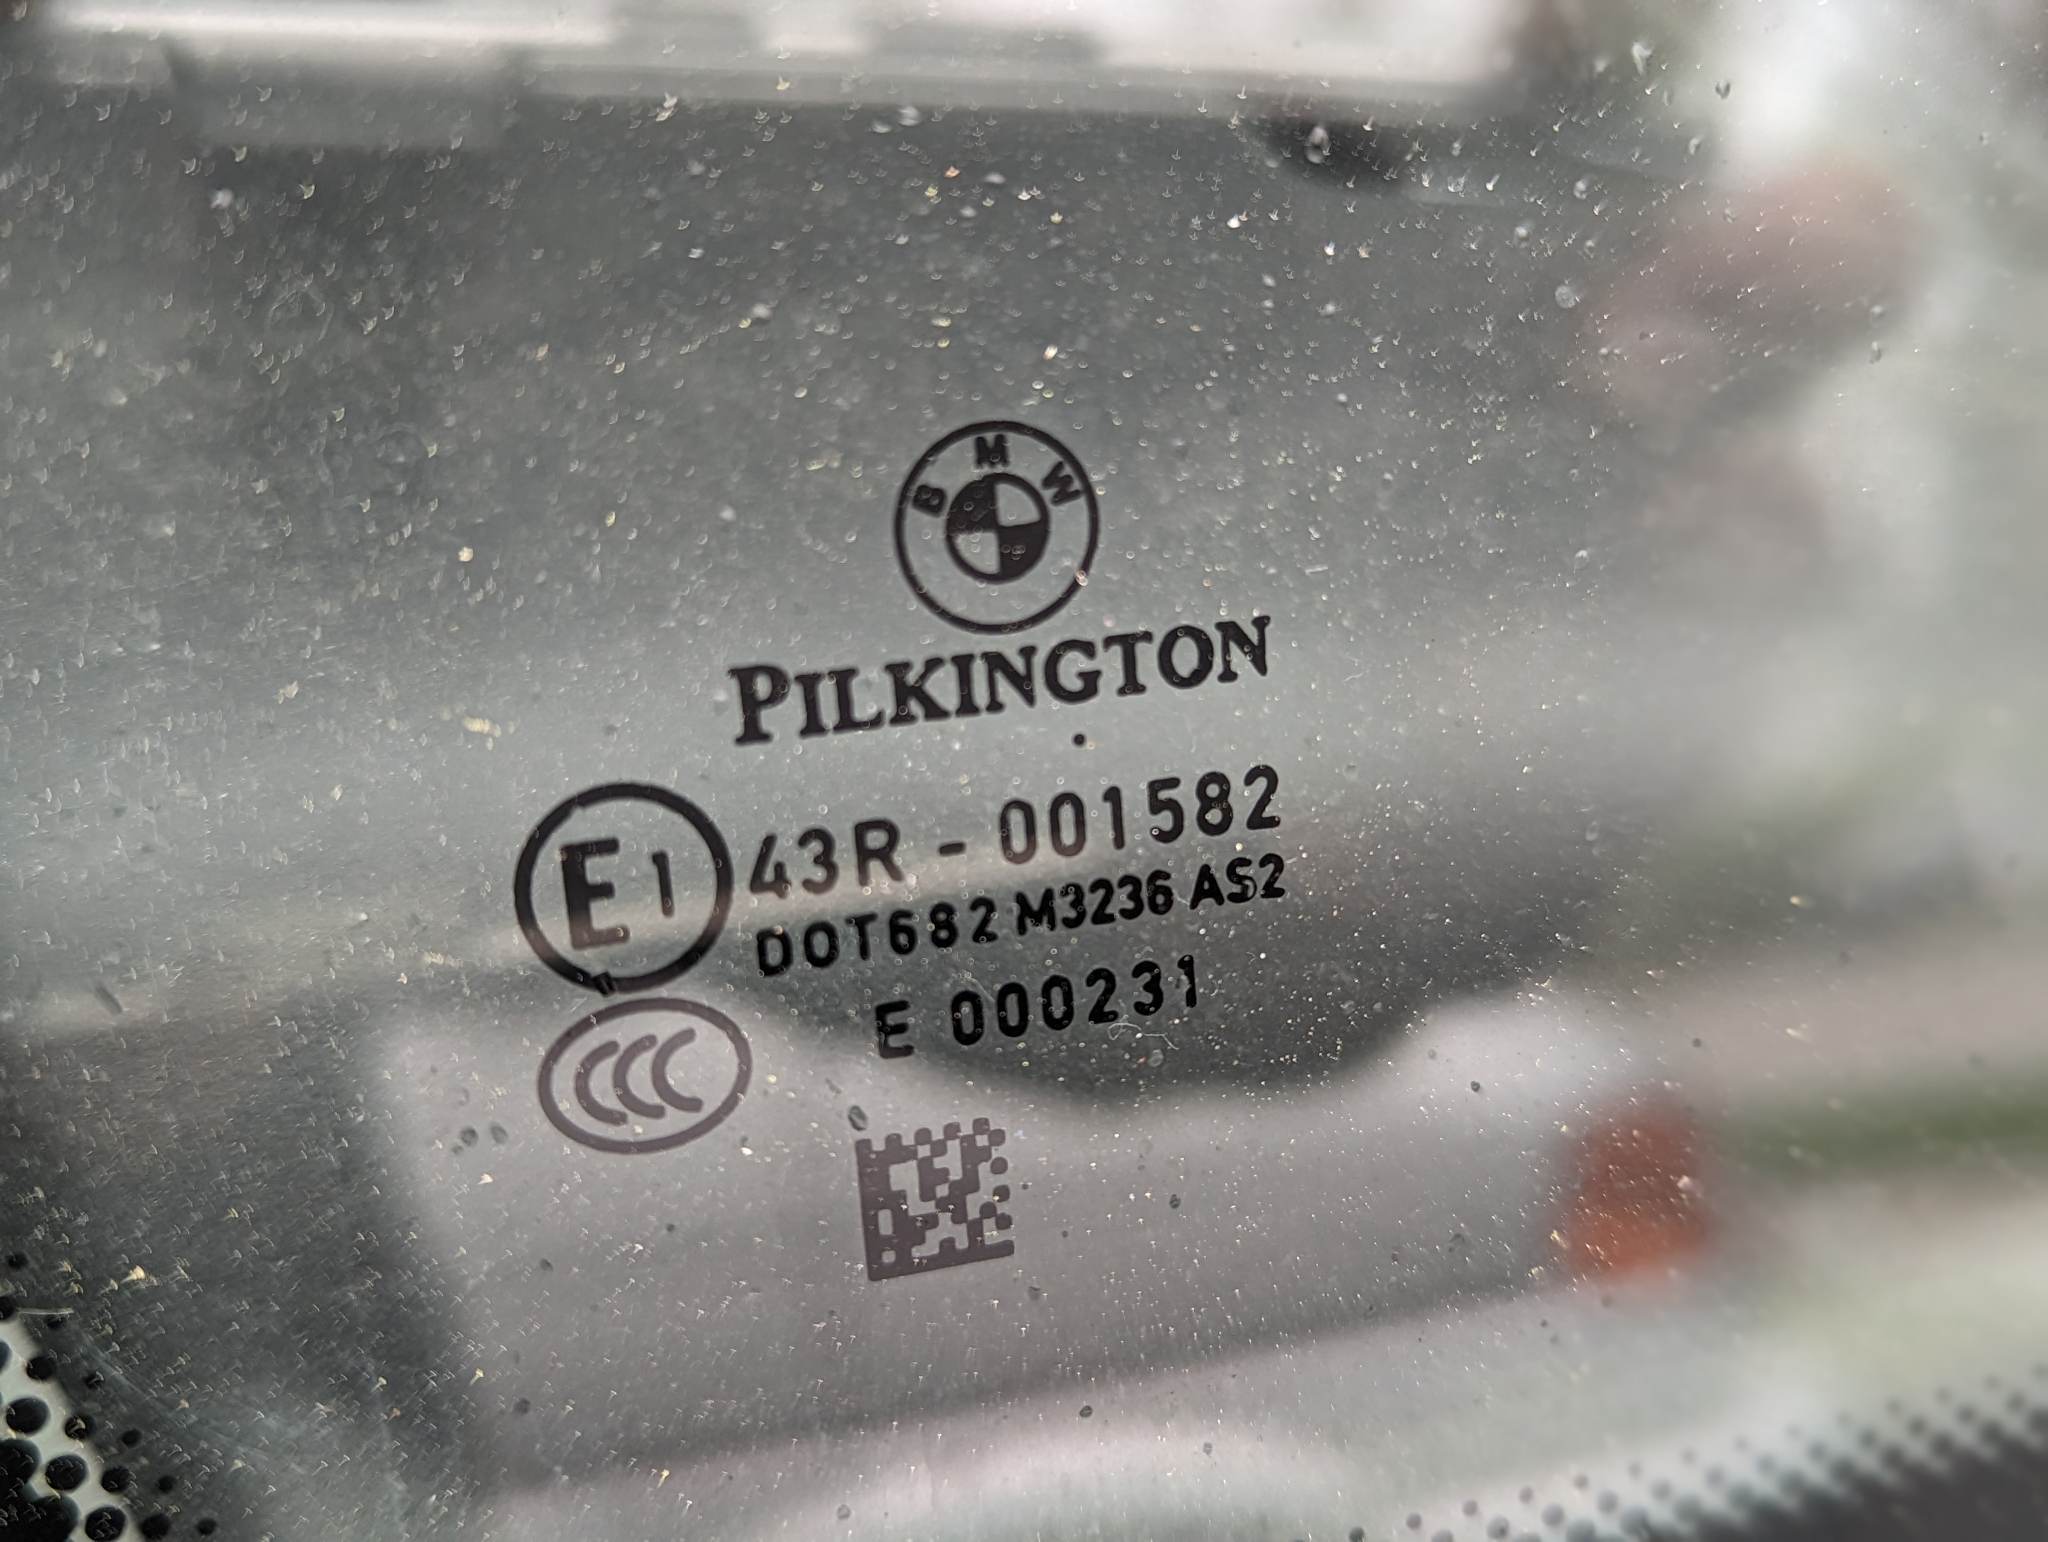 BMW
PILKINGTON
E1 43R - 001582
DOT682 M3236 AS2
E 000231
CCC